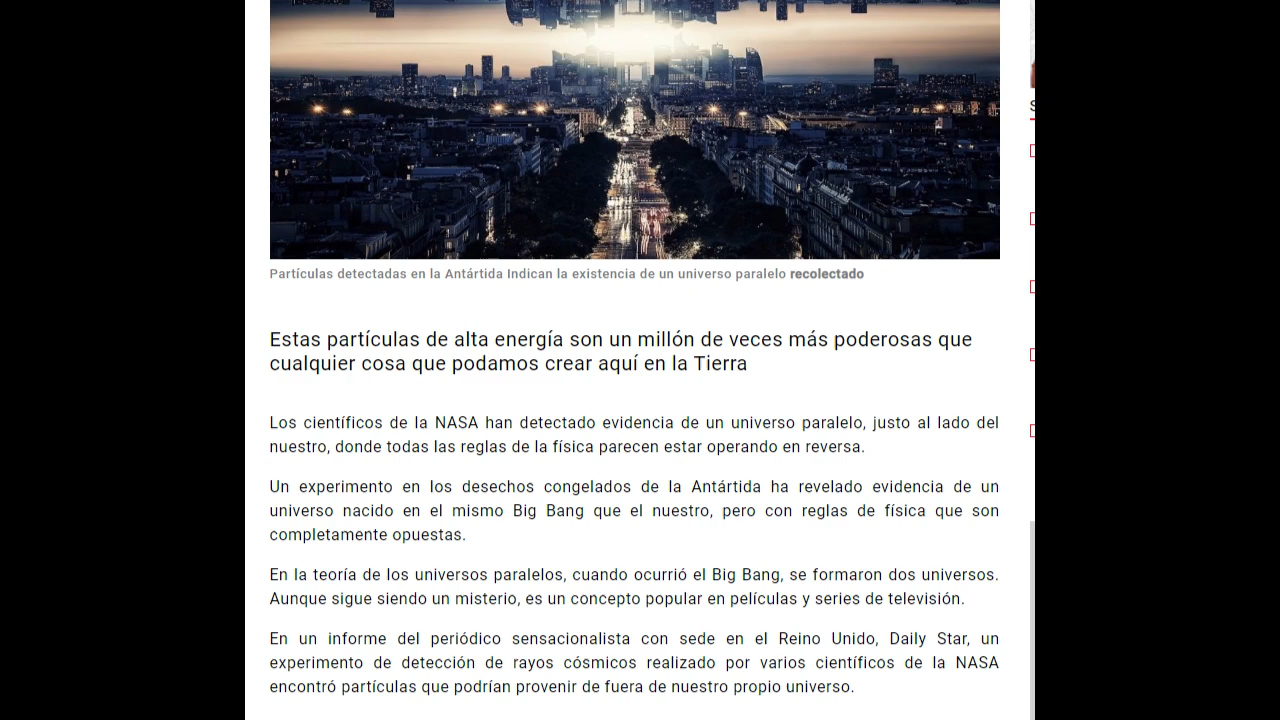 Partículas detectadas en la Antártida Indican la existencia de un universo paralelo recolectado
Estas partículas de alta energía son un millón de veces más poderosas que
cualquier cosa que podamos crear aquí en la Tierra
Los científicos de la NASA han detectado evidencia de un universo paralelo, justo al lado del
nuestro, donde todas las reglas de la física parecen estar operando en reversa.
Un experimento en los desechos congelados de la Antártida ha revelado evidencia de un
universo nacido en el mismo Big Bang que el nuestro, pero con reglas de física que son
completamente opuestas.
En la teoría de los universos paralelos, cuando ocurrió el Big Bang, se formaron dos universos.
Aunque sigue siendo un misterio, es un concepto popular en películas y series de televisión.
En un informe del periódico sensacionalista con sede en el Reino Unido, Daily Star, un
experimento de detección de rayos cósmicos realizado por varios científicos de la NASA
encontró partículas que podrían provenir de fuera de nuestro propio universo.